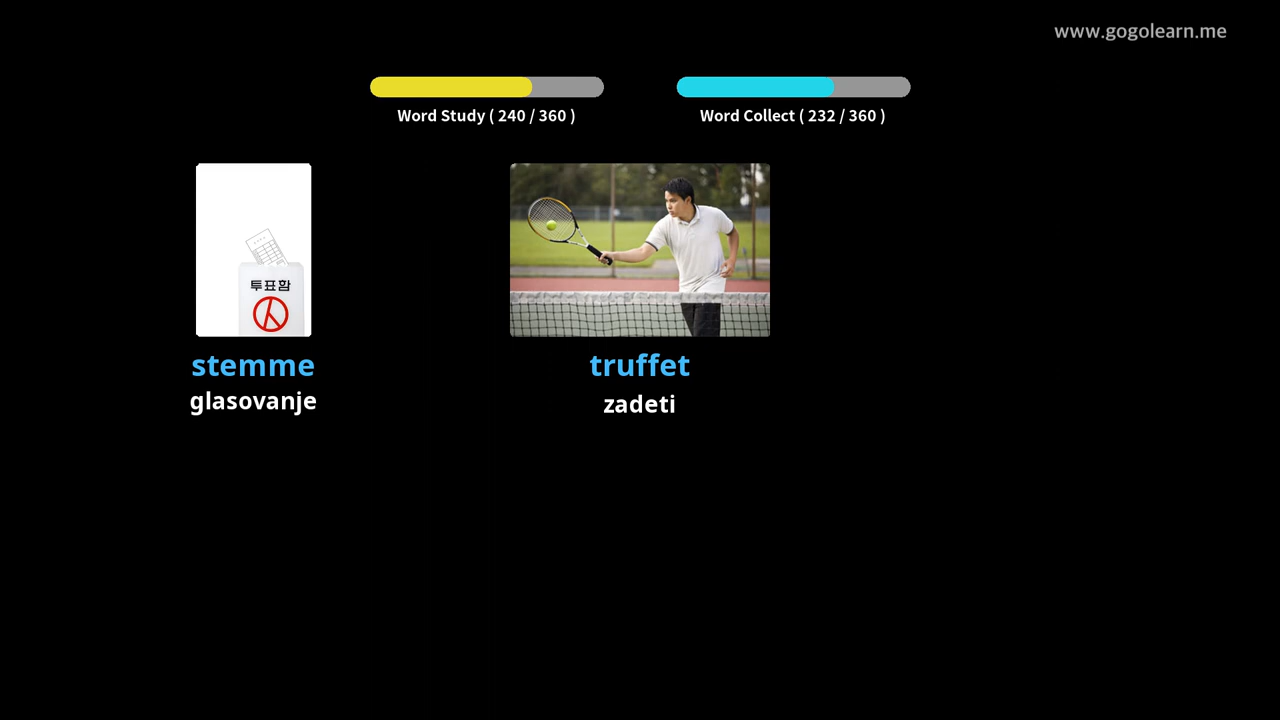 www.gogolearn.me
Word Study ( 240 / 360 )
Word Collect ( 232 / 360 )
투표함
stemme
glasovanje
truffet
zadeti